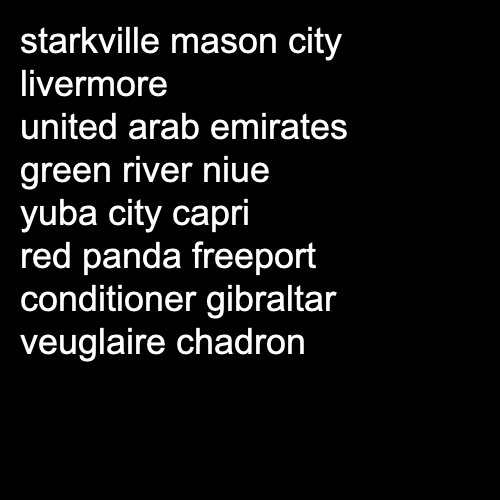 starkville mason city
livermore
united arab emirates
green river niue
yuba city capri
red panda freeport
conditioner gibraltar
veuglaire chadron